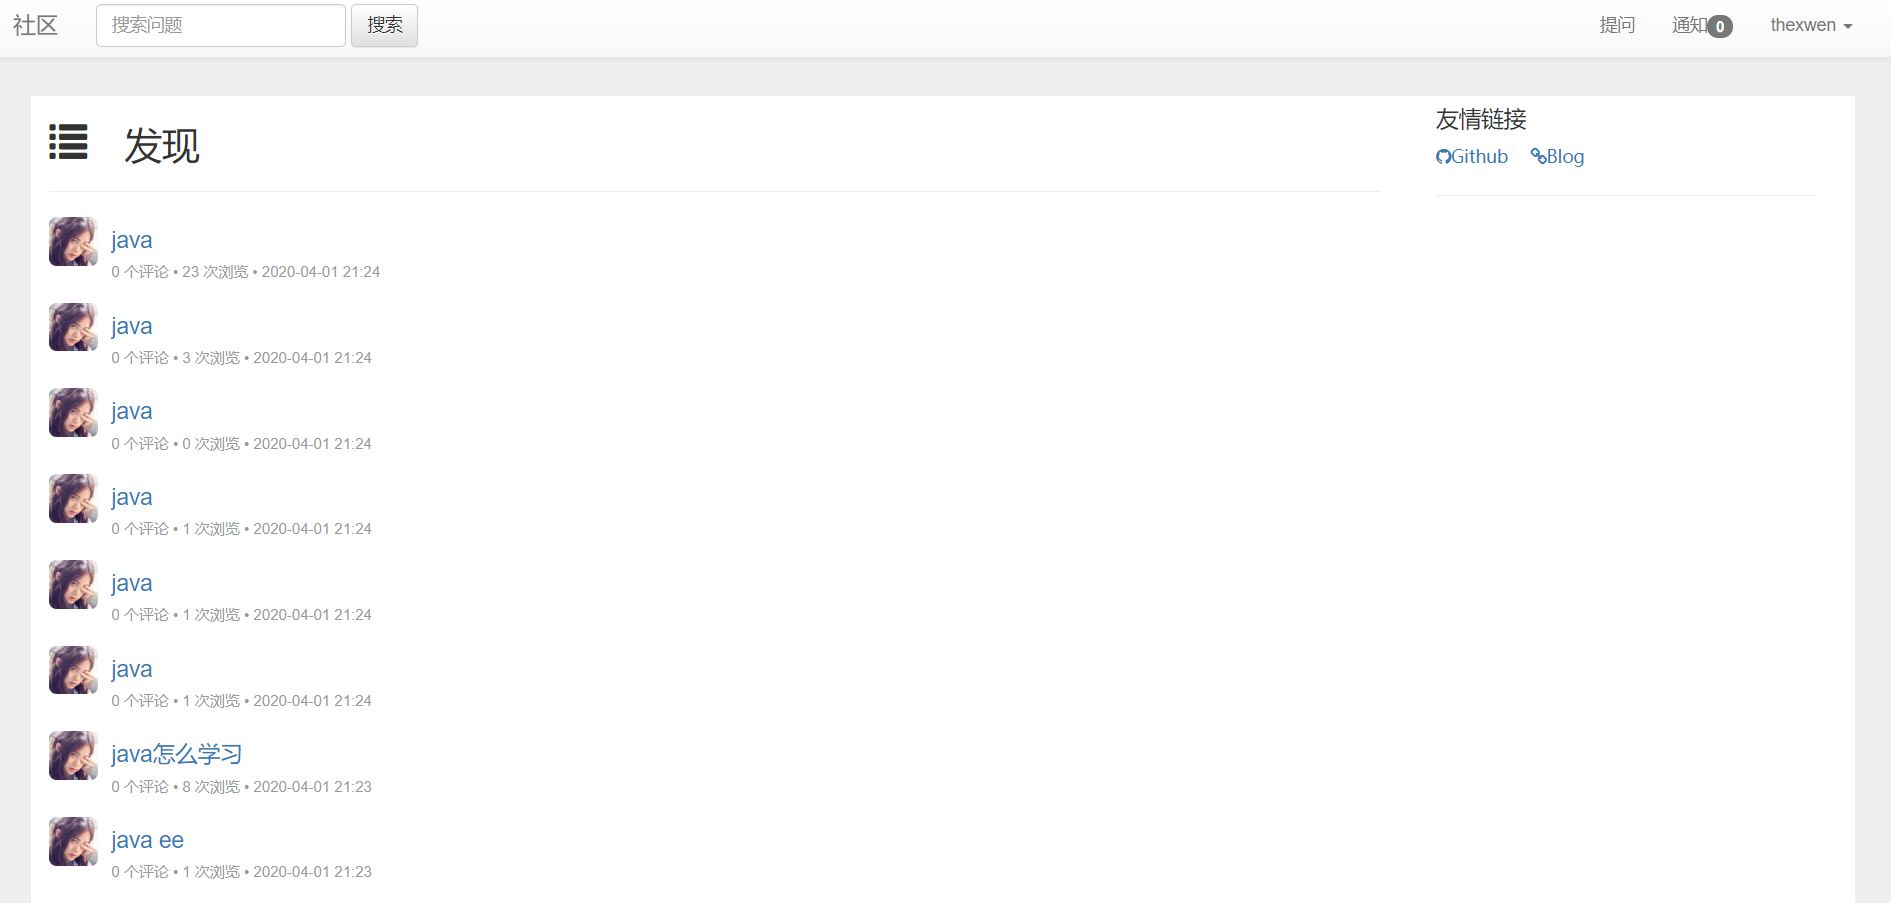 社区 搜索问题 搜索 提问 通知 0 thexwen
发现
java
0 个评论 • 23 次浏览 • 2020-04-01 21:24
java
0 个评论 • 3 次浏览 • 2020-04-01 21:24
java
0 个评论 • 0 次浏览 • 2020-04-01 21:24
java
0 个评论 • 1 次浏览 • 2020-04-01 21:24
java
0 个评论 • 1 次浏览 • 2020-04-01 21:24
java
0 个评论 • 1 次浏览 • 2020-04-01 21:24
java怎么学习
0 个评论 • 8 次浏览 • 2020-04-01 21:23
java ee
0 个评论 • 1 次浏览 • 2020-04-01 21:23
友情链接
Github Blog